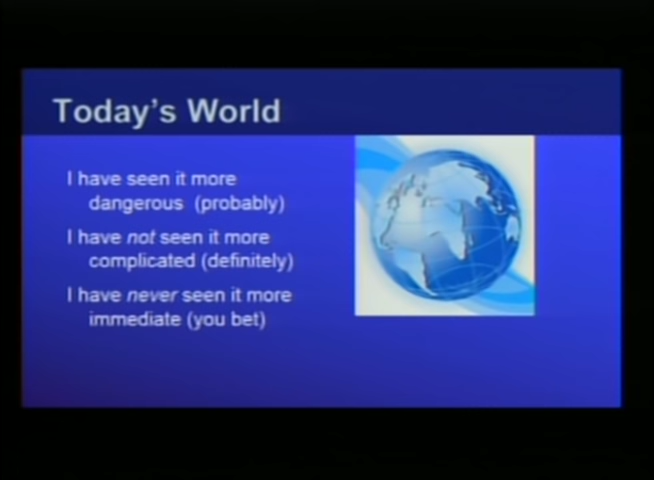 Today's World
I have seen it more
dangerous (probably)
I have not seen it more
complicated (definitely)
I have never seen it more
immediate (you bet)